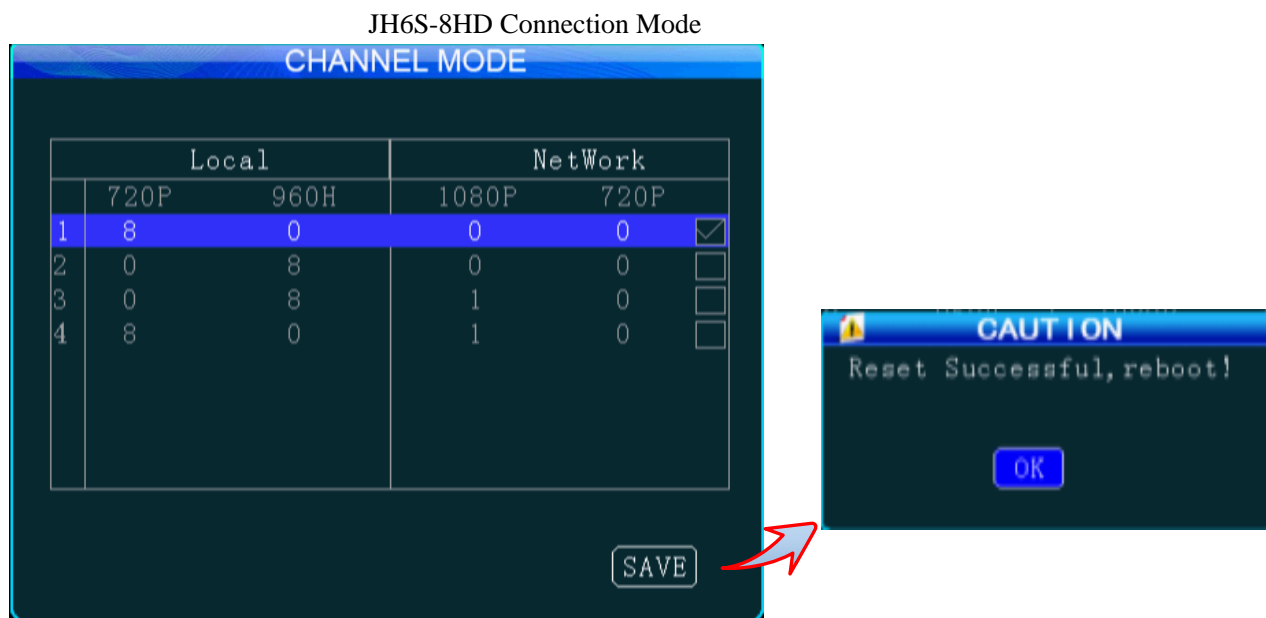 JH6S-8HD Connection Mode
CHANNEL MODE
Local NetWork
720P 960H 1080P 720P
1 8 0 0 0
2 0 8 0 0
3 0 8 1 0
4 8 0 1 0
SAVE
CAUTION
Reset Successful,reboot!
OK